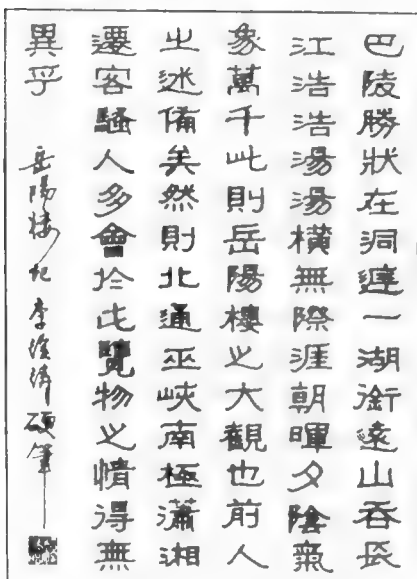 巴陵勝狀在洞庭一湖銜遠山吞長
江浩浩湯湯橫無際涯朝暉夕陰氣
象萬千此則岳陽樓之大觀也前人
之述備矣然則北通巫峽南極瀟湘
遷客騷人多會於此覽物之情得無
異乎
岳陽樓記 李 碩筆